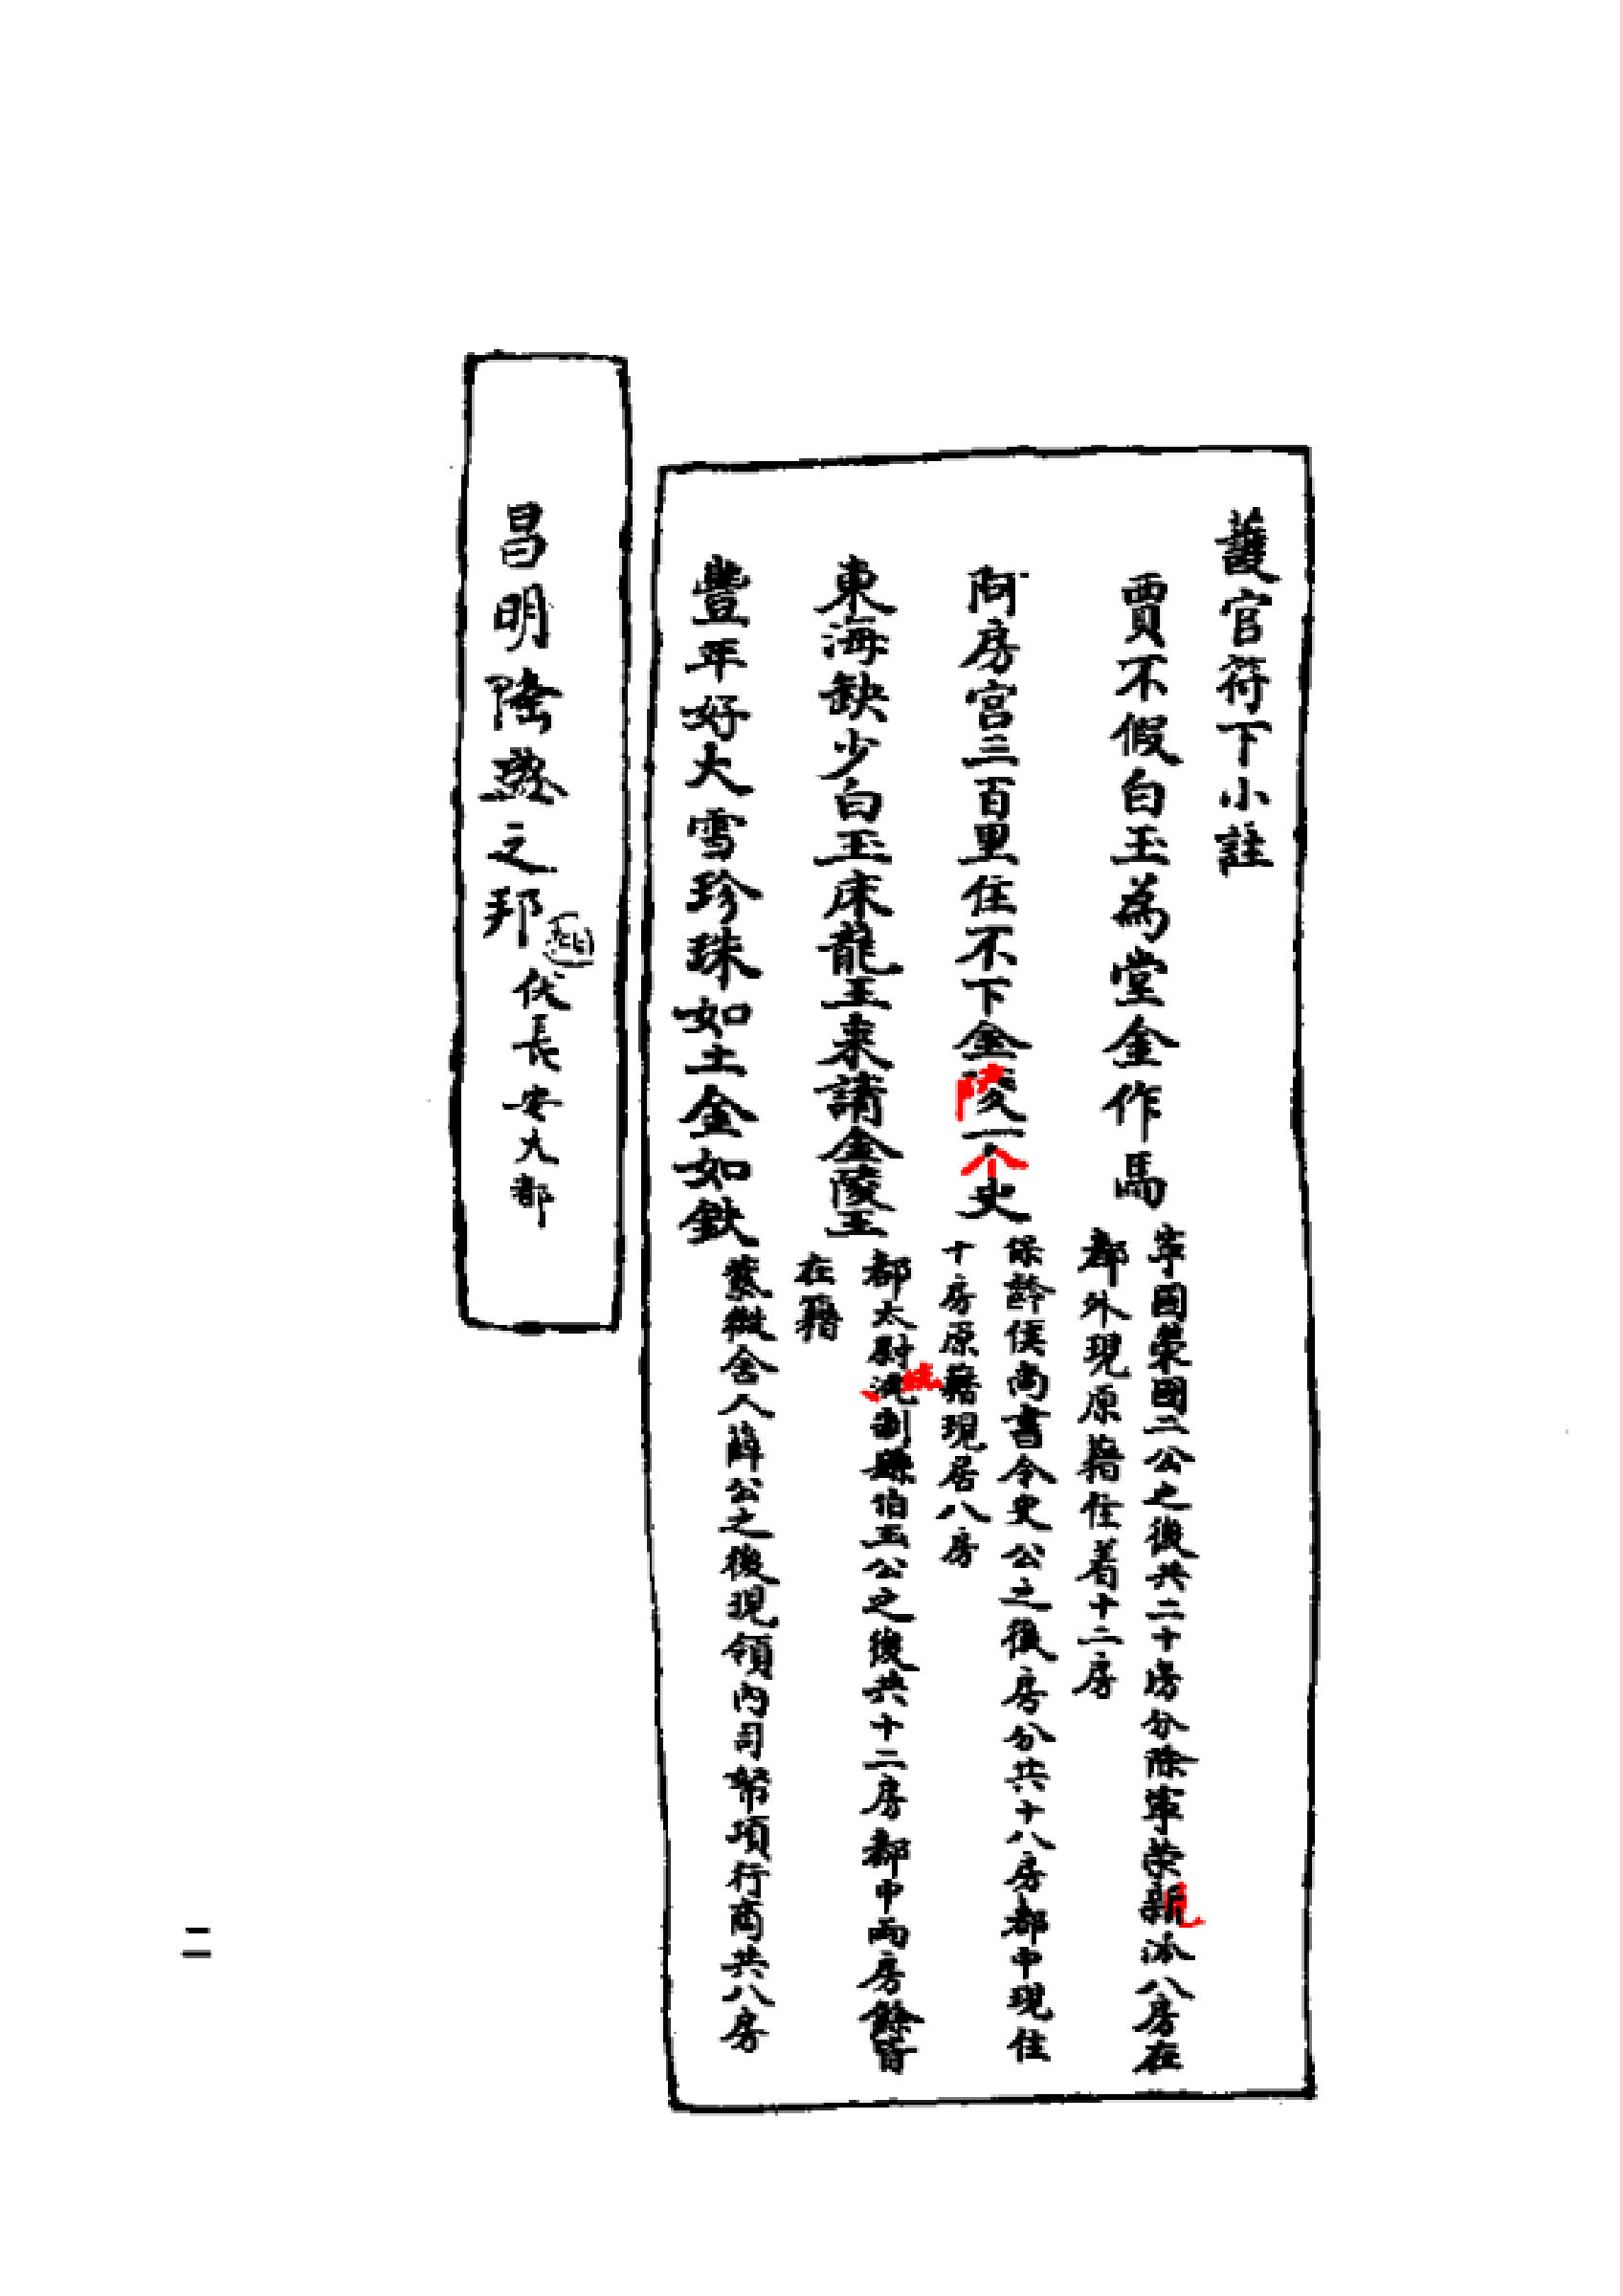 護官符下小註
賈不假白玉為堂金作馬
寧國榮國二公之後共二十房分除寧榮親派八房在
都外現原籍住着十二房
阿房宮三百里住不下金陵一个史
保齡侯尚書令史公之後房分共十八房都中現住
十房原籍現居八房
東海缺少白玉床龍王来請金陵王
都太尉統制縣伯王公之後共十二房都中兩房餘皆
在籍
豐年好大雪珍珠如土金如鉄
紫微舍人薛公之後現領內司帑項行商共八房
昌明隆盛之邦
伏長安大都
二